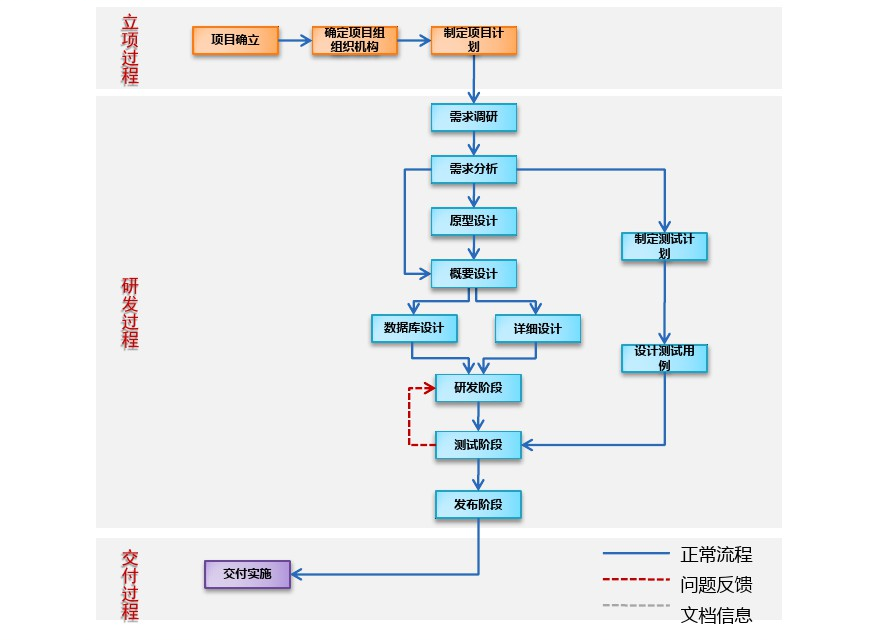 立项过程
项目确立
确定项目组
组织机构
制定项目计
划
研发过程
需求调研
需求分析
原型设计
制定测试计
划
概要设计
数据库设计
详细设计
设计测试用
例
研发阶段
测试阶段
发布阶段
交付过程
交付实施
正常流程
问题反馈
文档信息